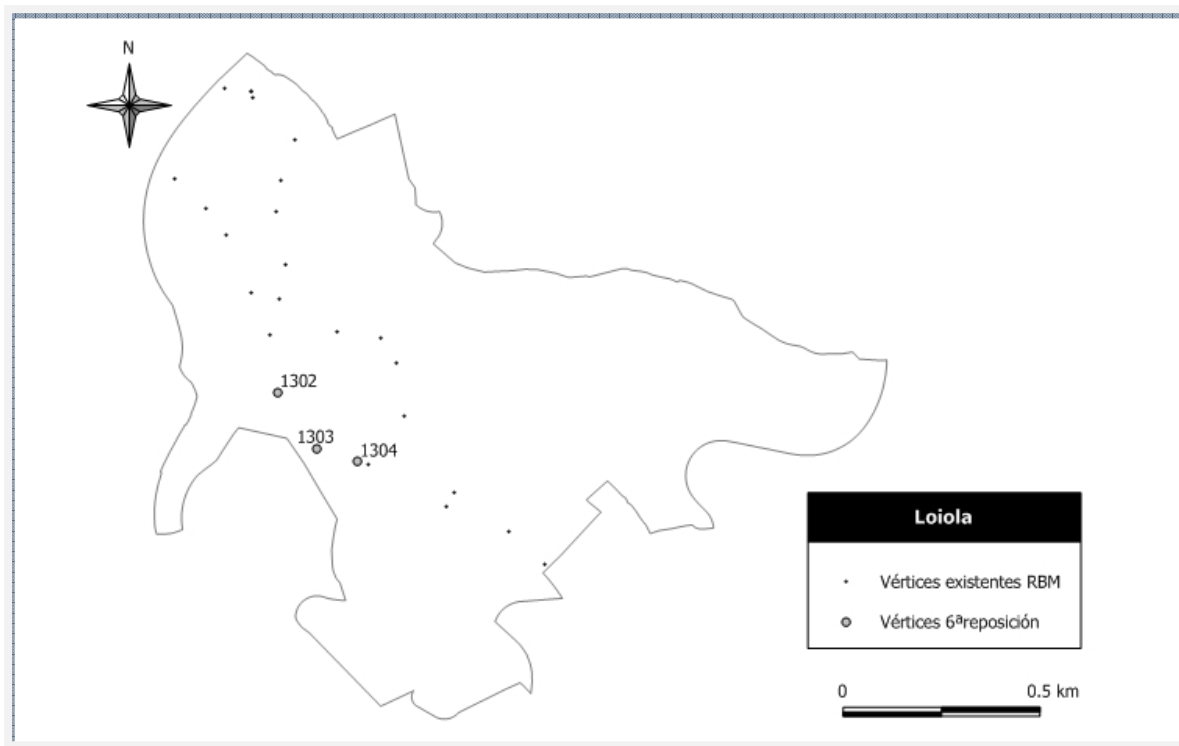 N
1302
1303
1304
Loiola
Vértices existentes RBM
Vértices 6ªreposición
0 0.5 km